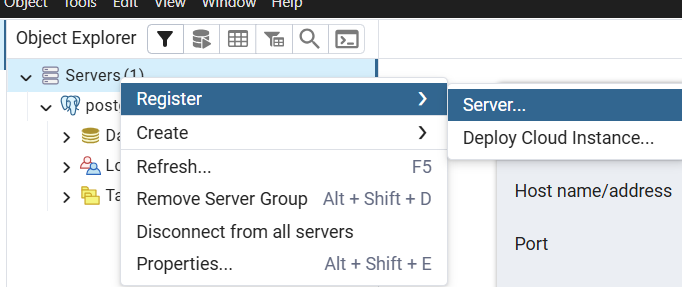 Object Tools Edit View Window Help
Object Explorer
Servers (1)
Register
Server...
Create
Deploy Cloud Instance...
Refresh... F5
Remove Server Group Alt + Shift + D
Host name/address
Disconnect from all servers
Port
Properties... Alt + Shift + E